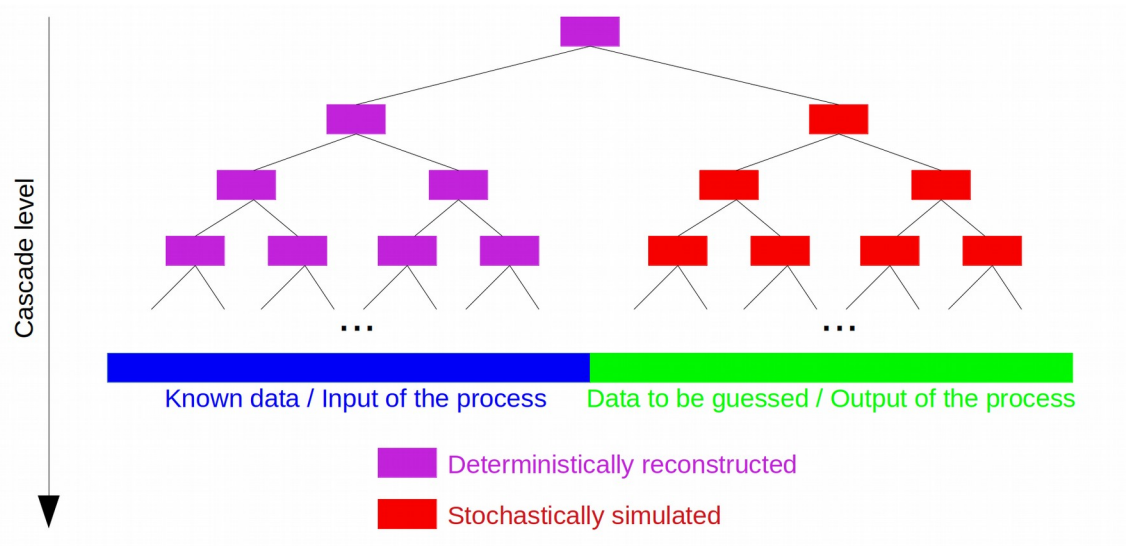 Cascade level
... ...
Known data / Input of the process
Data to be guessed / Output of the process
Deterministically reconstructed
Stochastically simulated